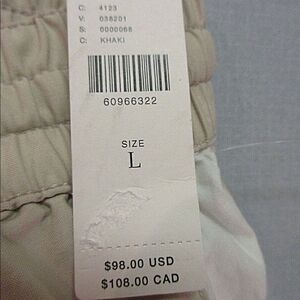 C: 4123
V: 038201
S: 0000068
C: KHAKI
60966322
SIZE
L
$98.00 USD
$108.00 CAD